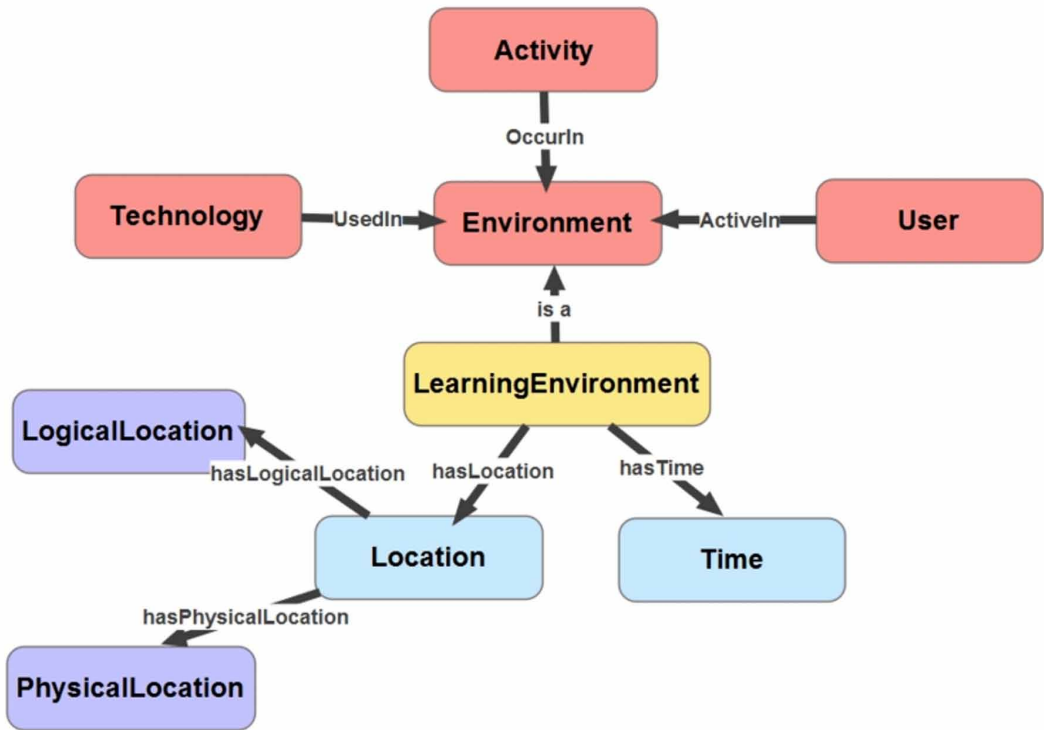 Activity
OccurIn
Technology
UsedIn
Environment
ActiveIn
User
is a
LearningEnvironment
LogicalLocation
hasLogicalLocation
hasLocation
hasTime
Location
Time
hasPhysicalLocation
PhysicalLocation